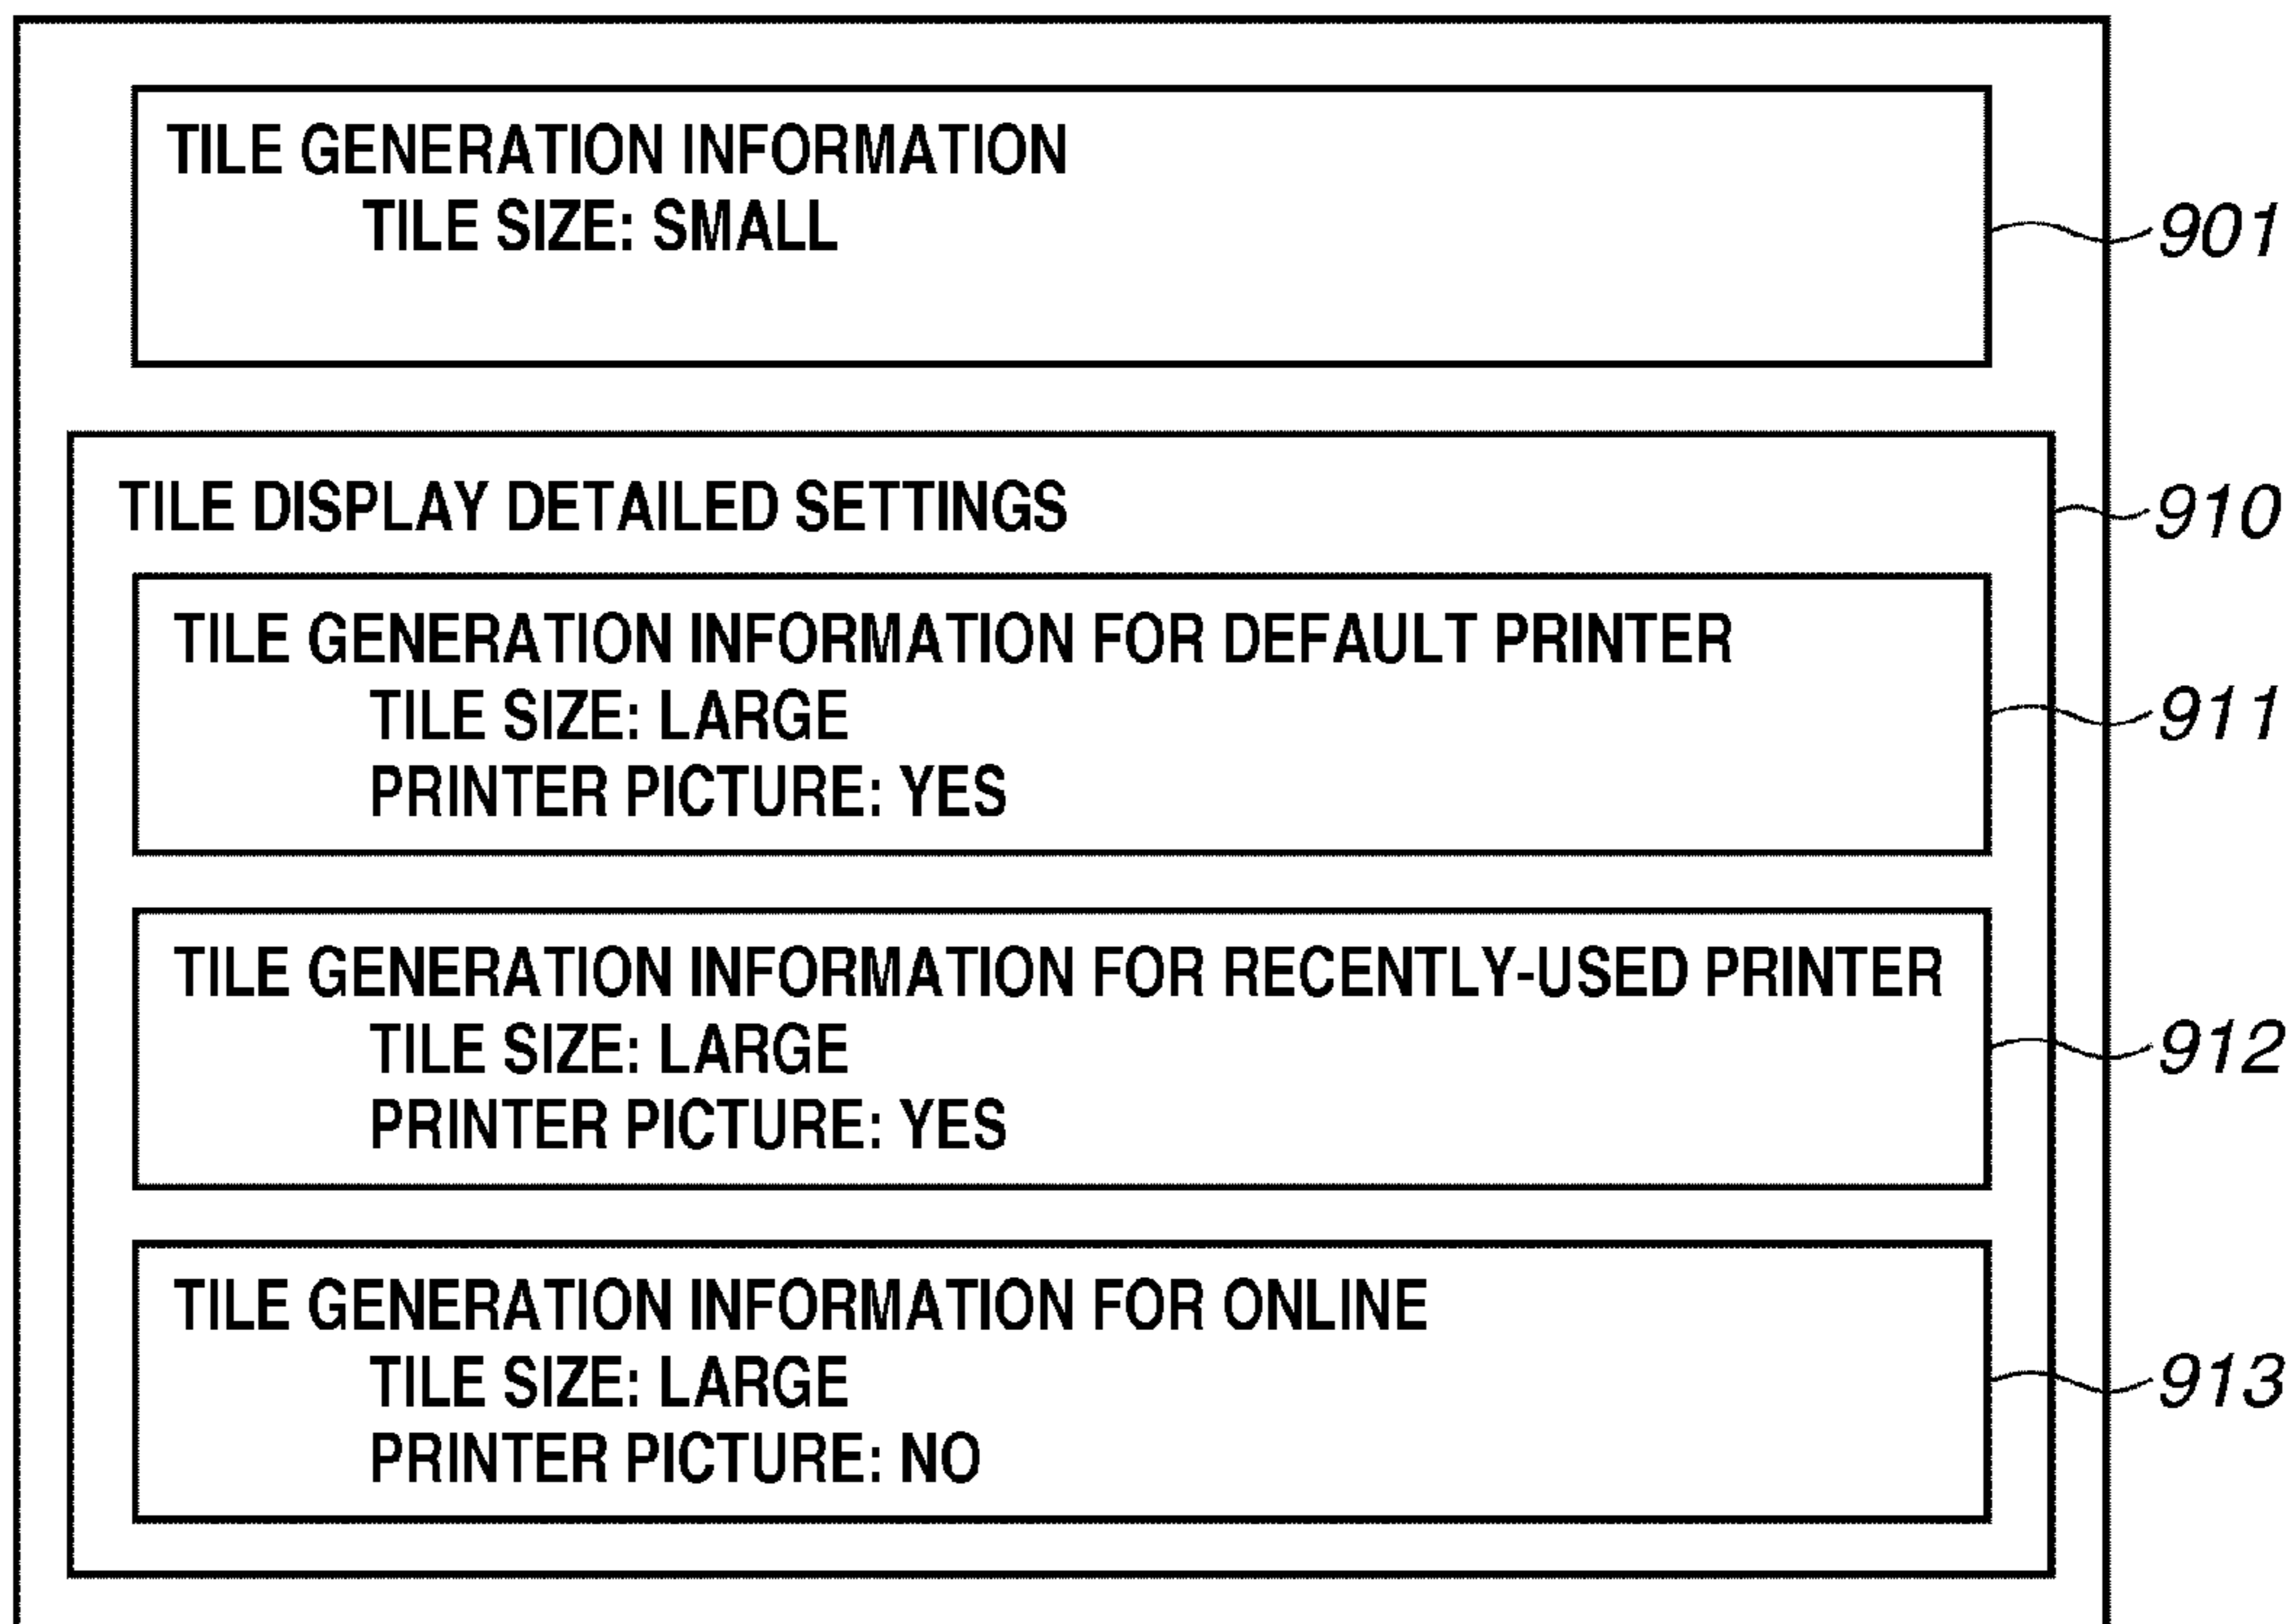 TILE GENERATION INFORMATION
TILE SIZE: SMALL
901
TILE DISPLAY DETAILED SETTINGS
910
TILE GENERATION INFORMATION FOR DEFAULT PRINTER
TILE SIZE: LARGE
911
PRINTER PICTURE: YES
TILE GENERATION INFORMATION FOR RECENTLY-USED PRINTER
TILE SIZE: LARGE
912
PRINTER PICTURE: YES
TILE GENERATION INFORMATION FOR ONLINE
TILE SIZE: LARGE
913
PRINTER PICTURE: NO